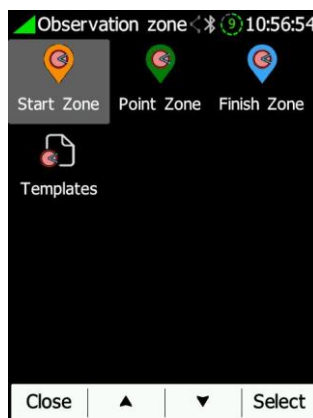 Observation zone 9 10:56:54
Start Zone Point Zone Finish Zone
Templates
Close Select